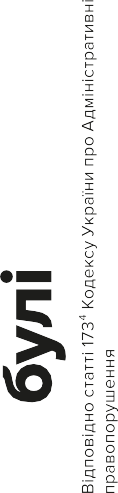 булі
Відповідно статті 173⁴ Кодексу України про Адміністративні
правопорушення